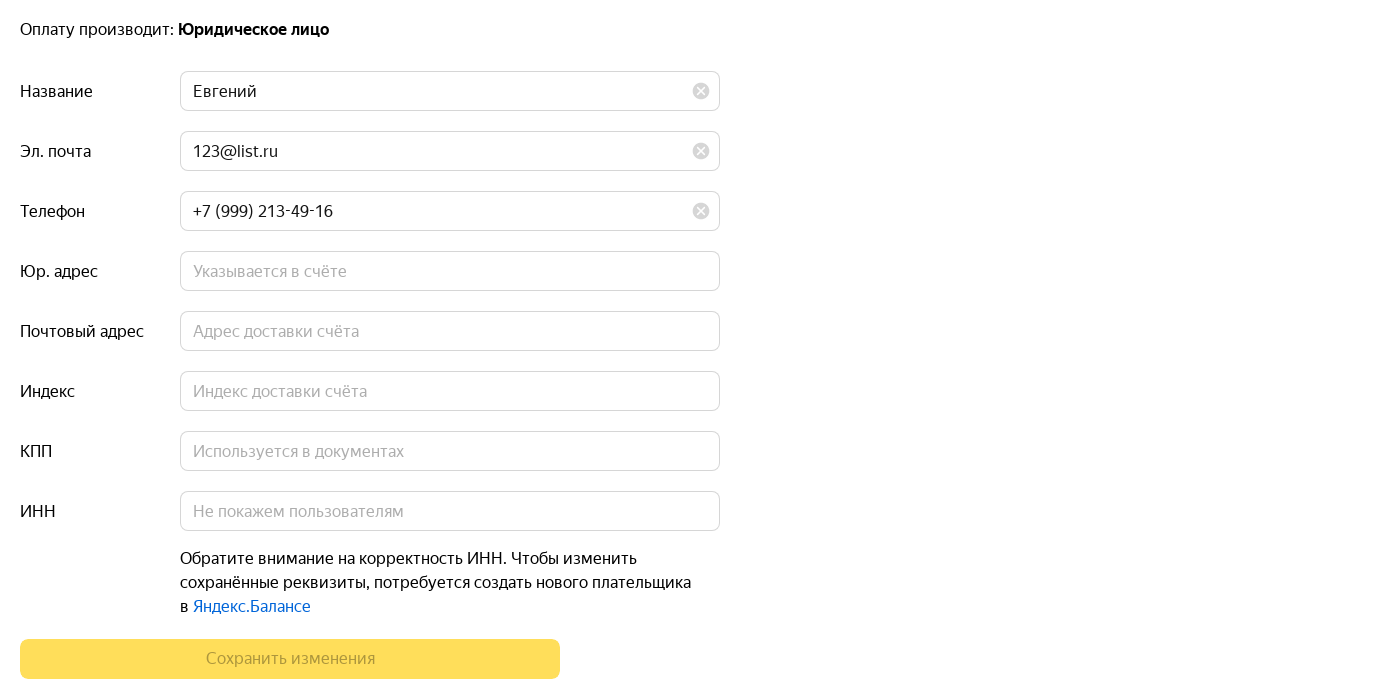 Оплату производит: Юридическое лицо
Название Евгений
Эл. почта 123@list.ru
Телефон +7 (999) 213-49-16
Юр. адрес Указывается в счёте
Почтовый адрес Адрес доставки счёта
Индекс Индекс доставки счёта
КПП Используется в документах
ИНН Не покажем пользователям
Обратите внимание на корректность ИНН. Чтобы изменить
сохранённые реквизиты, потребуется создать нового плательщика
в Яндекс.Балансе
Сохранить изменения